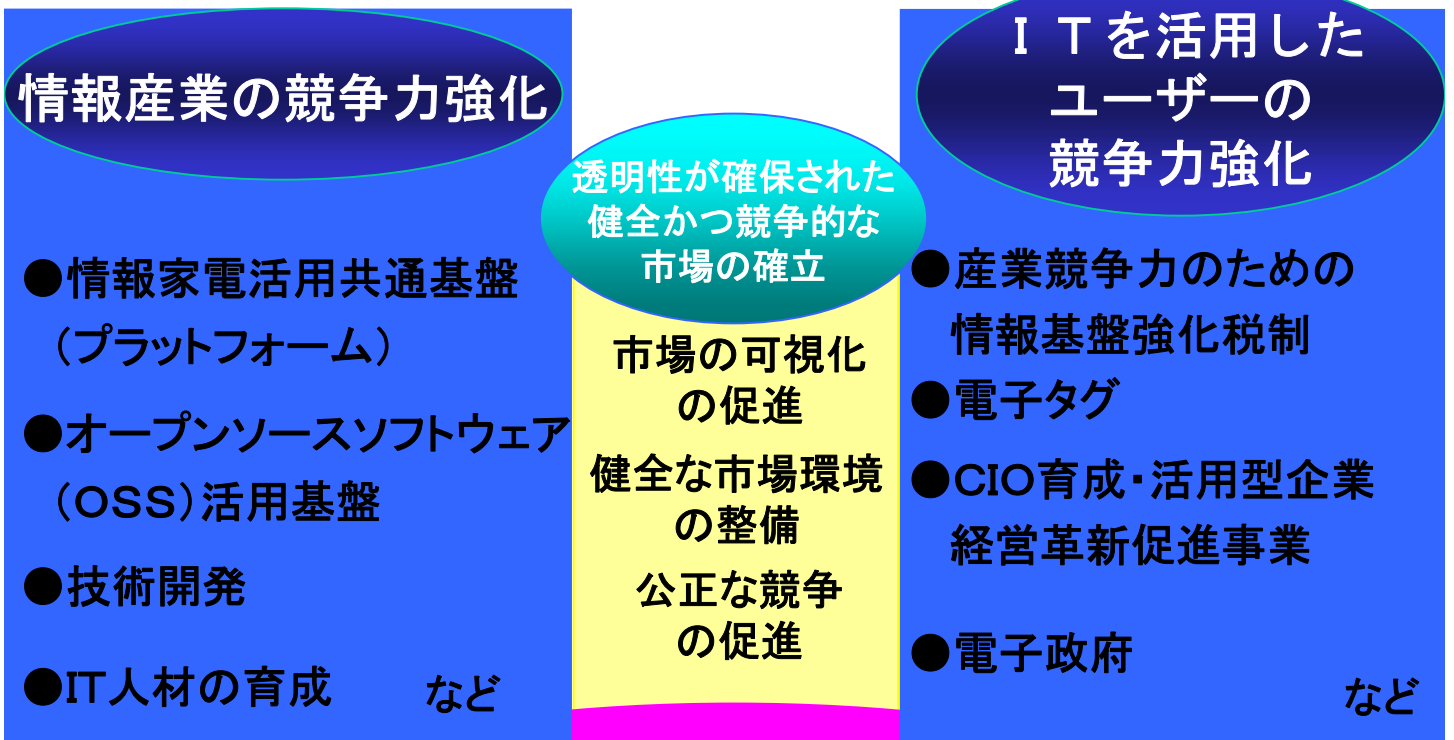 情報産業の競争力強化
●情報家電活用共通基盤
（プラットフォーム）
●オープンソースソフトウェア
（OSS）活用基盤
●技術開発
●IT人材の育成　など
透明性が確保された
健全かつ競争的な
市場の確立
市場の可視化
の促進
健全な市場環境
の整備
公正な競争
の促進
ＩＴを活用した
ユーザーの
競争力強化
●産業競争力のための
情報基盤強化税制
●電子タグ
●CIO育成・活用型企業
経営革新促進事業
●電子政府
など